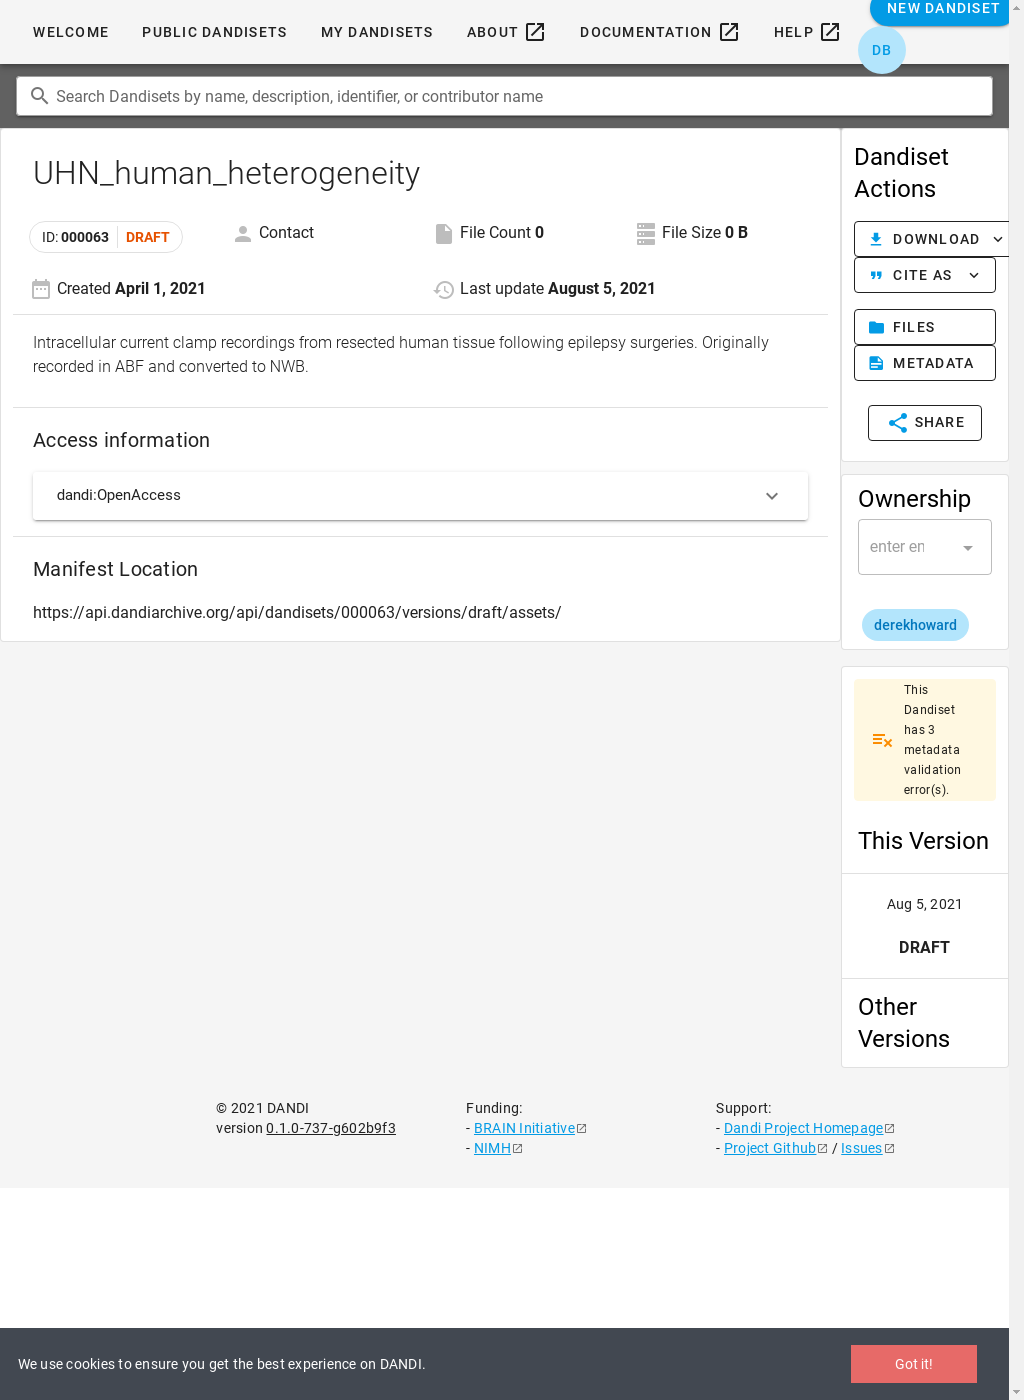 NEW DANDISET
WELCOME PUBLIC DANDISETS MY DANDISETS ABOUT DOCUMENTATION HELP
DB
Search Dandisets by name, description, identifier, or contributor name
UHN_human_heterogeneity
ID: 000063 DRAFT
Contact
File Count 0
File Size 0 B
Created April 1, 2021
Last update August 5, 2021
Intracellular current clamp recordings from resected human tissue following epilepsy surgeries. Originally
recorded in ABF and converted to NWB.
Access information
dandi:OpenAccess
Manifest Location
https://api.dandiarchive.org/api/dandisets/000063/versions/draft/assets/
Dandiset
Actions
DOWNLOAD
CITE AS
FILES
METADATA
SHARE
Ownership
enter en
derekhoward
This
Dandiset
has 3
metadata
validation
error(s).
This Version
Aug 5, 2021
DRAFT
Other
Versions
© 2021 DANDI
version 0.1.0-737-g602b9f3
Funding:
- BRAIN Initiative
- NIMH
Support:
- Dandi Project Homepage
- Project Github / Issues
We use cookies to ensure you get the best experience on DANDI.
Got it!